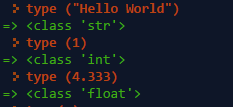 > type ("Hello World")
=> <class 'str'>
> type (1)
=> <class 'int'>
> type (4.333)
=> <class 'float'>